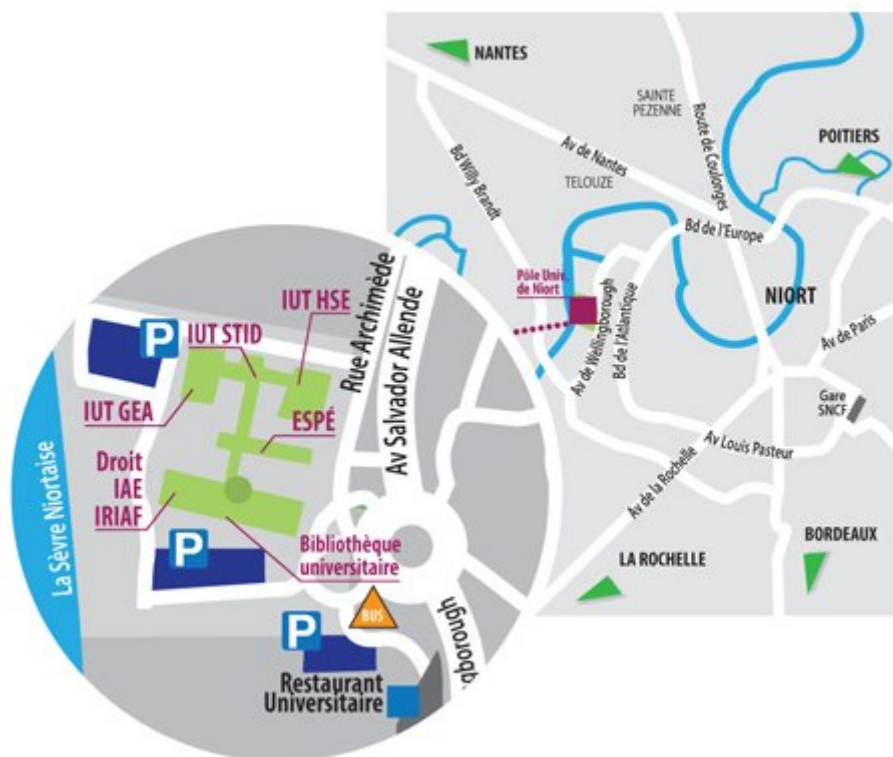 NANTES
SAINTE
PEZENNE
Route de Coulonges
POITIERS
Bd Willy Brandt
Av de Nantes
TELOUZE
Bd de l'Europe
Pôle Univ.
de Niort
NIORT
Av de Wellingborough
Bd de l'Atlantique
Av de Paris
Gare
SNCF
Av Louis Pasteur
Av de la Rochelle
LA ROCHELLE
BORDEAUX
P
IUT STID
IUT HSE
Rue Archimède
Av Salvador Allende
IUT GEA
ESPÉ
Droit
IAE
IRIAF
La Sèvre Niortaise
P
Bibliothèque
universitaire
BUS
P
gborough
Restaurant
Universitaire